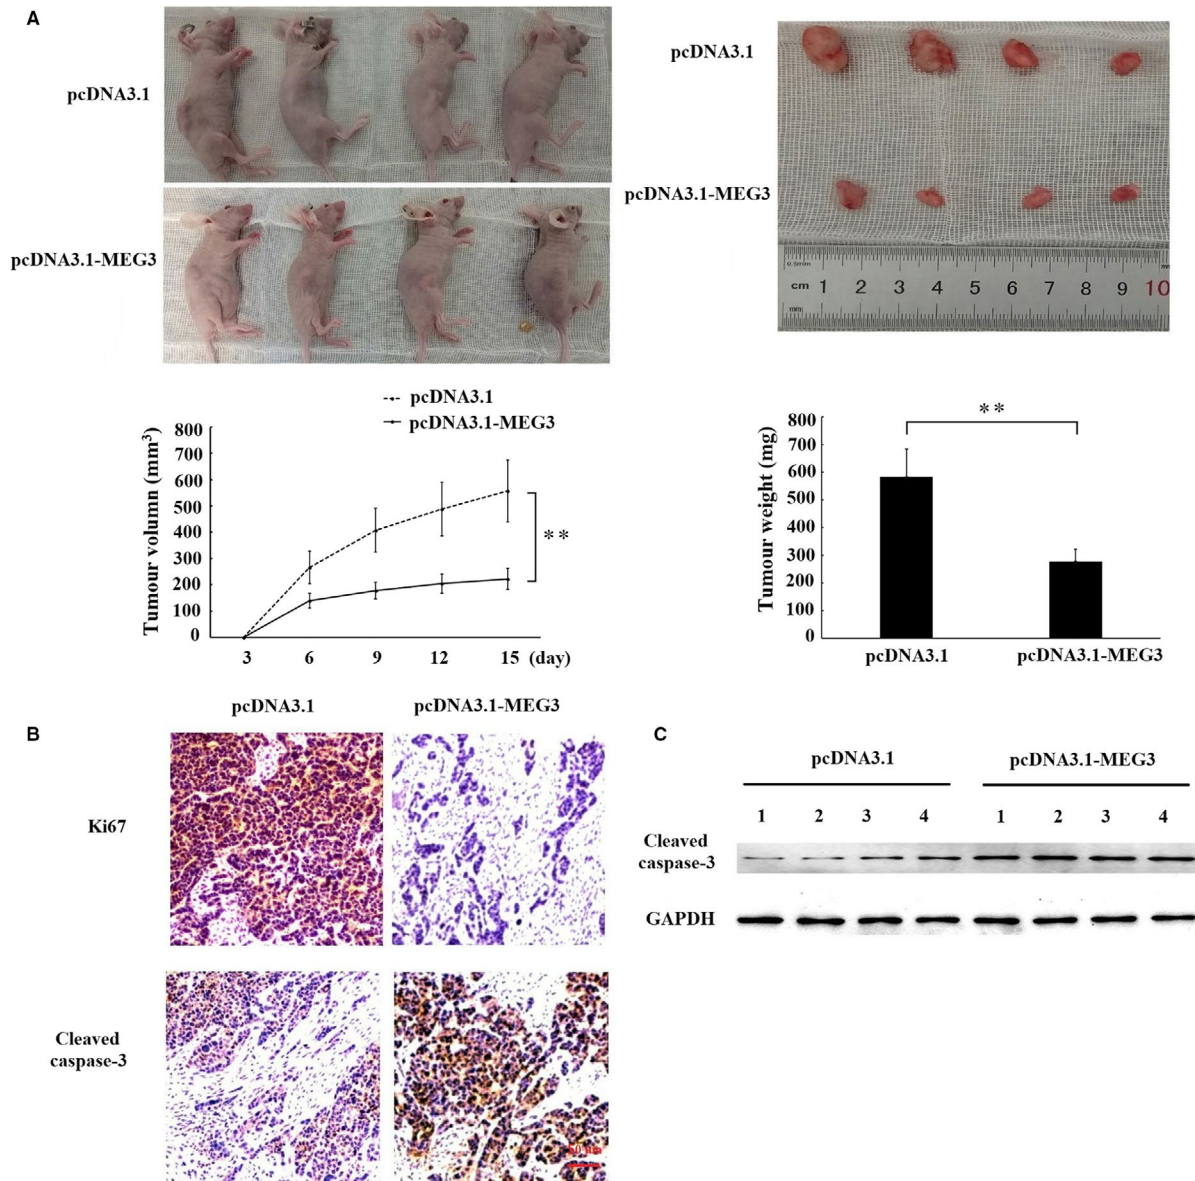 A
pcDNA3.1
pcDNA3.1-MEG3
pcDNA3.1
pcDNA3.1-MEG3
0.5mm
cm 1 2 3 4 5 6 7 8 9 10
mm
pcDNA3.1
pcDNA3.1-MEG3
Tumour volumn (mm³)
800
700
600
500
400
300
200
100
0
3 6 9 12 15 (day)
**
Tumour weight (mg)
800
700
600
500
400
300
200
100
0
**
pcDNA3.1 pcDNA3.1-MEG3
B
pcDNA3.1 pcDNA3.1-MEG3
Ki67
Cleaved
caspase-3
C
pcDNA3.1 pcDNA3.1-MEG3
1 2 3 4 1 2 3 4
Cleaved
caspase-3
GAPDH